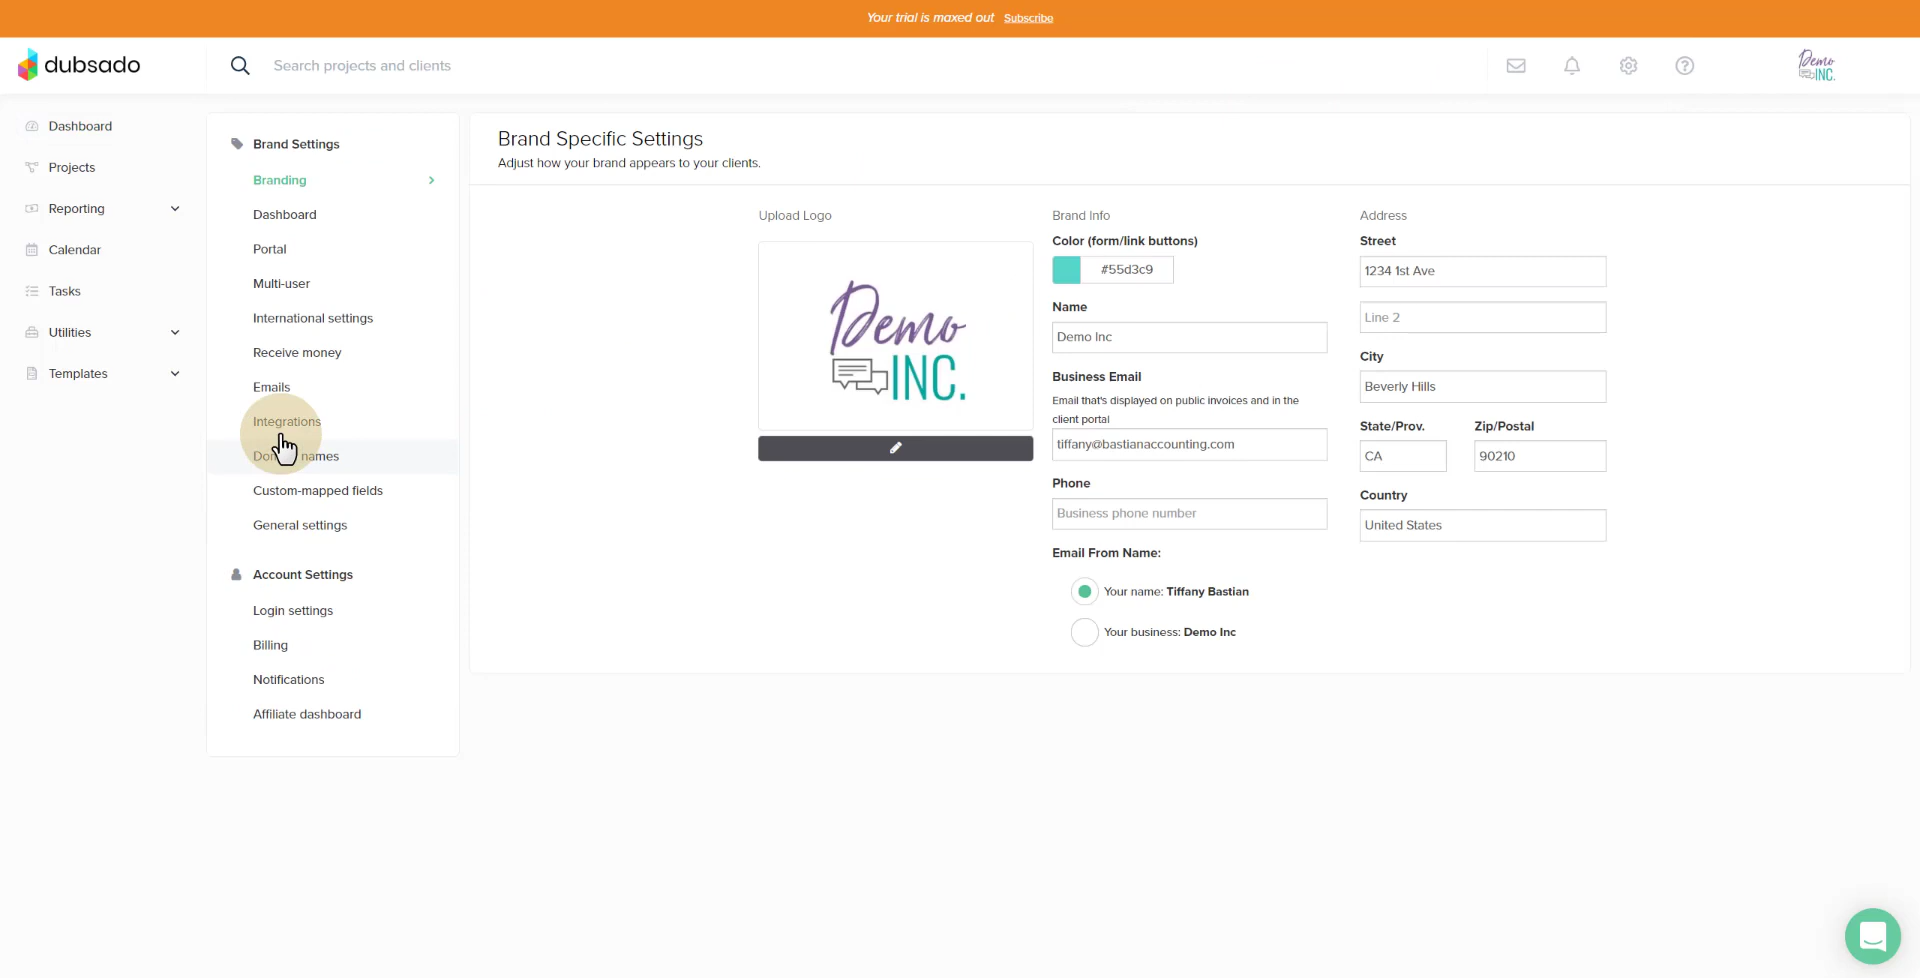 Your trial is maxed out Subscribe
dubsado
Search projects and clients
Demo
INC.
Dashboard
Projects
Reporting
Calendar
Tasks
Utilities
Templates
Brand Settings
Branding
Dashboard
Portal
Multi-user
International settings
Receive money
Emails
Integrations
names
Custom-mapped fields
General settings
Account Settings
Login settings
Billing
Notifications
Affiliate dashboard
Brand Specific Settings
Adjust how your brand appears to your clients.
Upload Logo
Demo
INC.
Brand Info
Color (form/link buttons)
#55d3c9
Name
Demo Inc
Business Email
Email that's displayed on public invoices and in the
client portal
tiffany@bastianaccounting.com
Phone
Business phone number
Email From Name:
Your name: Tiffany Bastian
Your business: Demo Inc
Address
Street
1234 1st Ave
Line 2
City
Beverly Hills
State/Prov. Zip/Postal
CA 90210
Country
United States